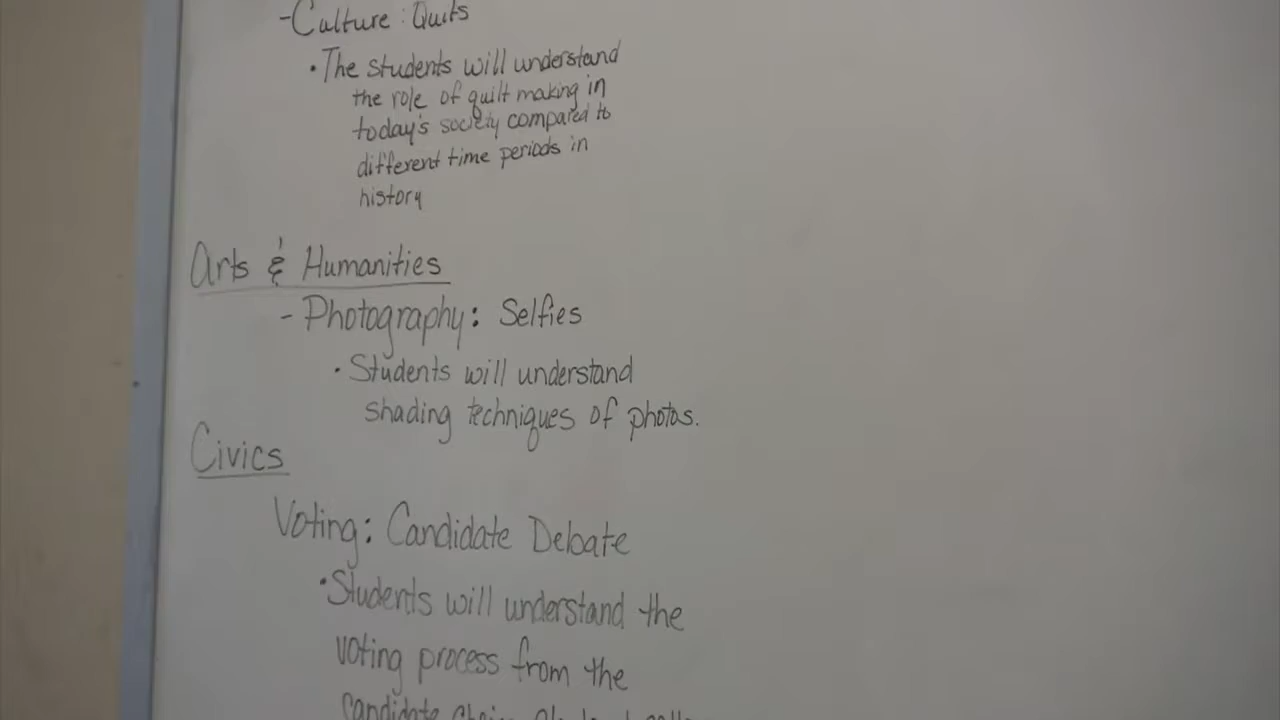 -Culture: Quits
• The students will understand
the role of quilt making in
today's society compared to
different time periods in
history
Arts & Humanities
- Photography: Selfies
• Students will understand
shading techniques of photos.
Civics
Voting: Candidate Debate
• Students will understand the
voting process from the
candidate